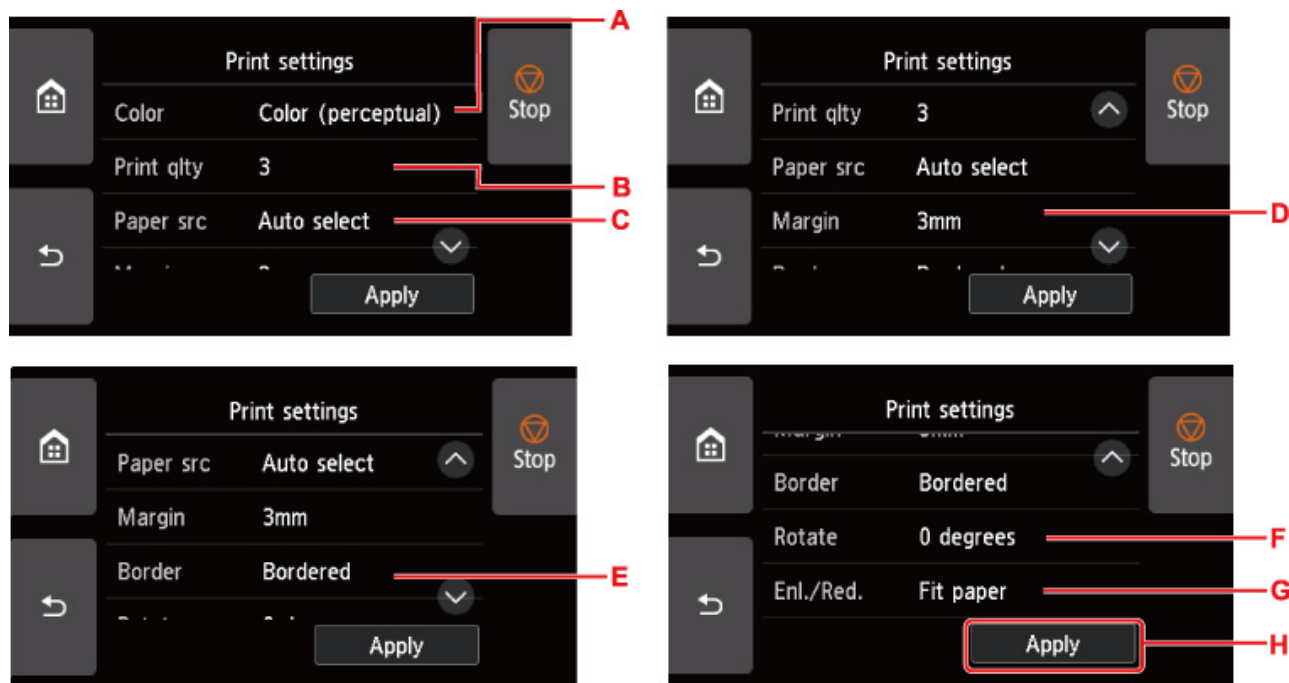 A
Print settings
Color Color (perceptual)
Stop
Print qlty 3
B
Paper src Auto select
C
Apply
Print settings
Print qlty 3
Stop
Paper src Auto select
Margin 3mm
D
Apply
Print settings
Paper src Auto select
Stop
Margin 3mm
Border Bordered
E
Apply
Print settings
Stop
Border Bordered
Rotate 0 degrees
F
Enl./Red. Fit paper
G
Apply
H